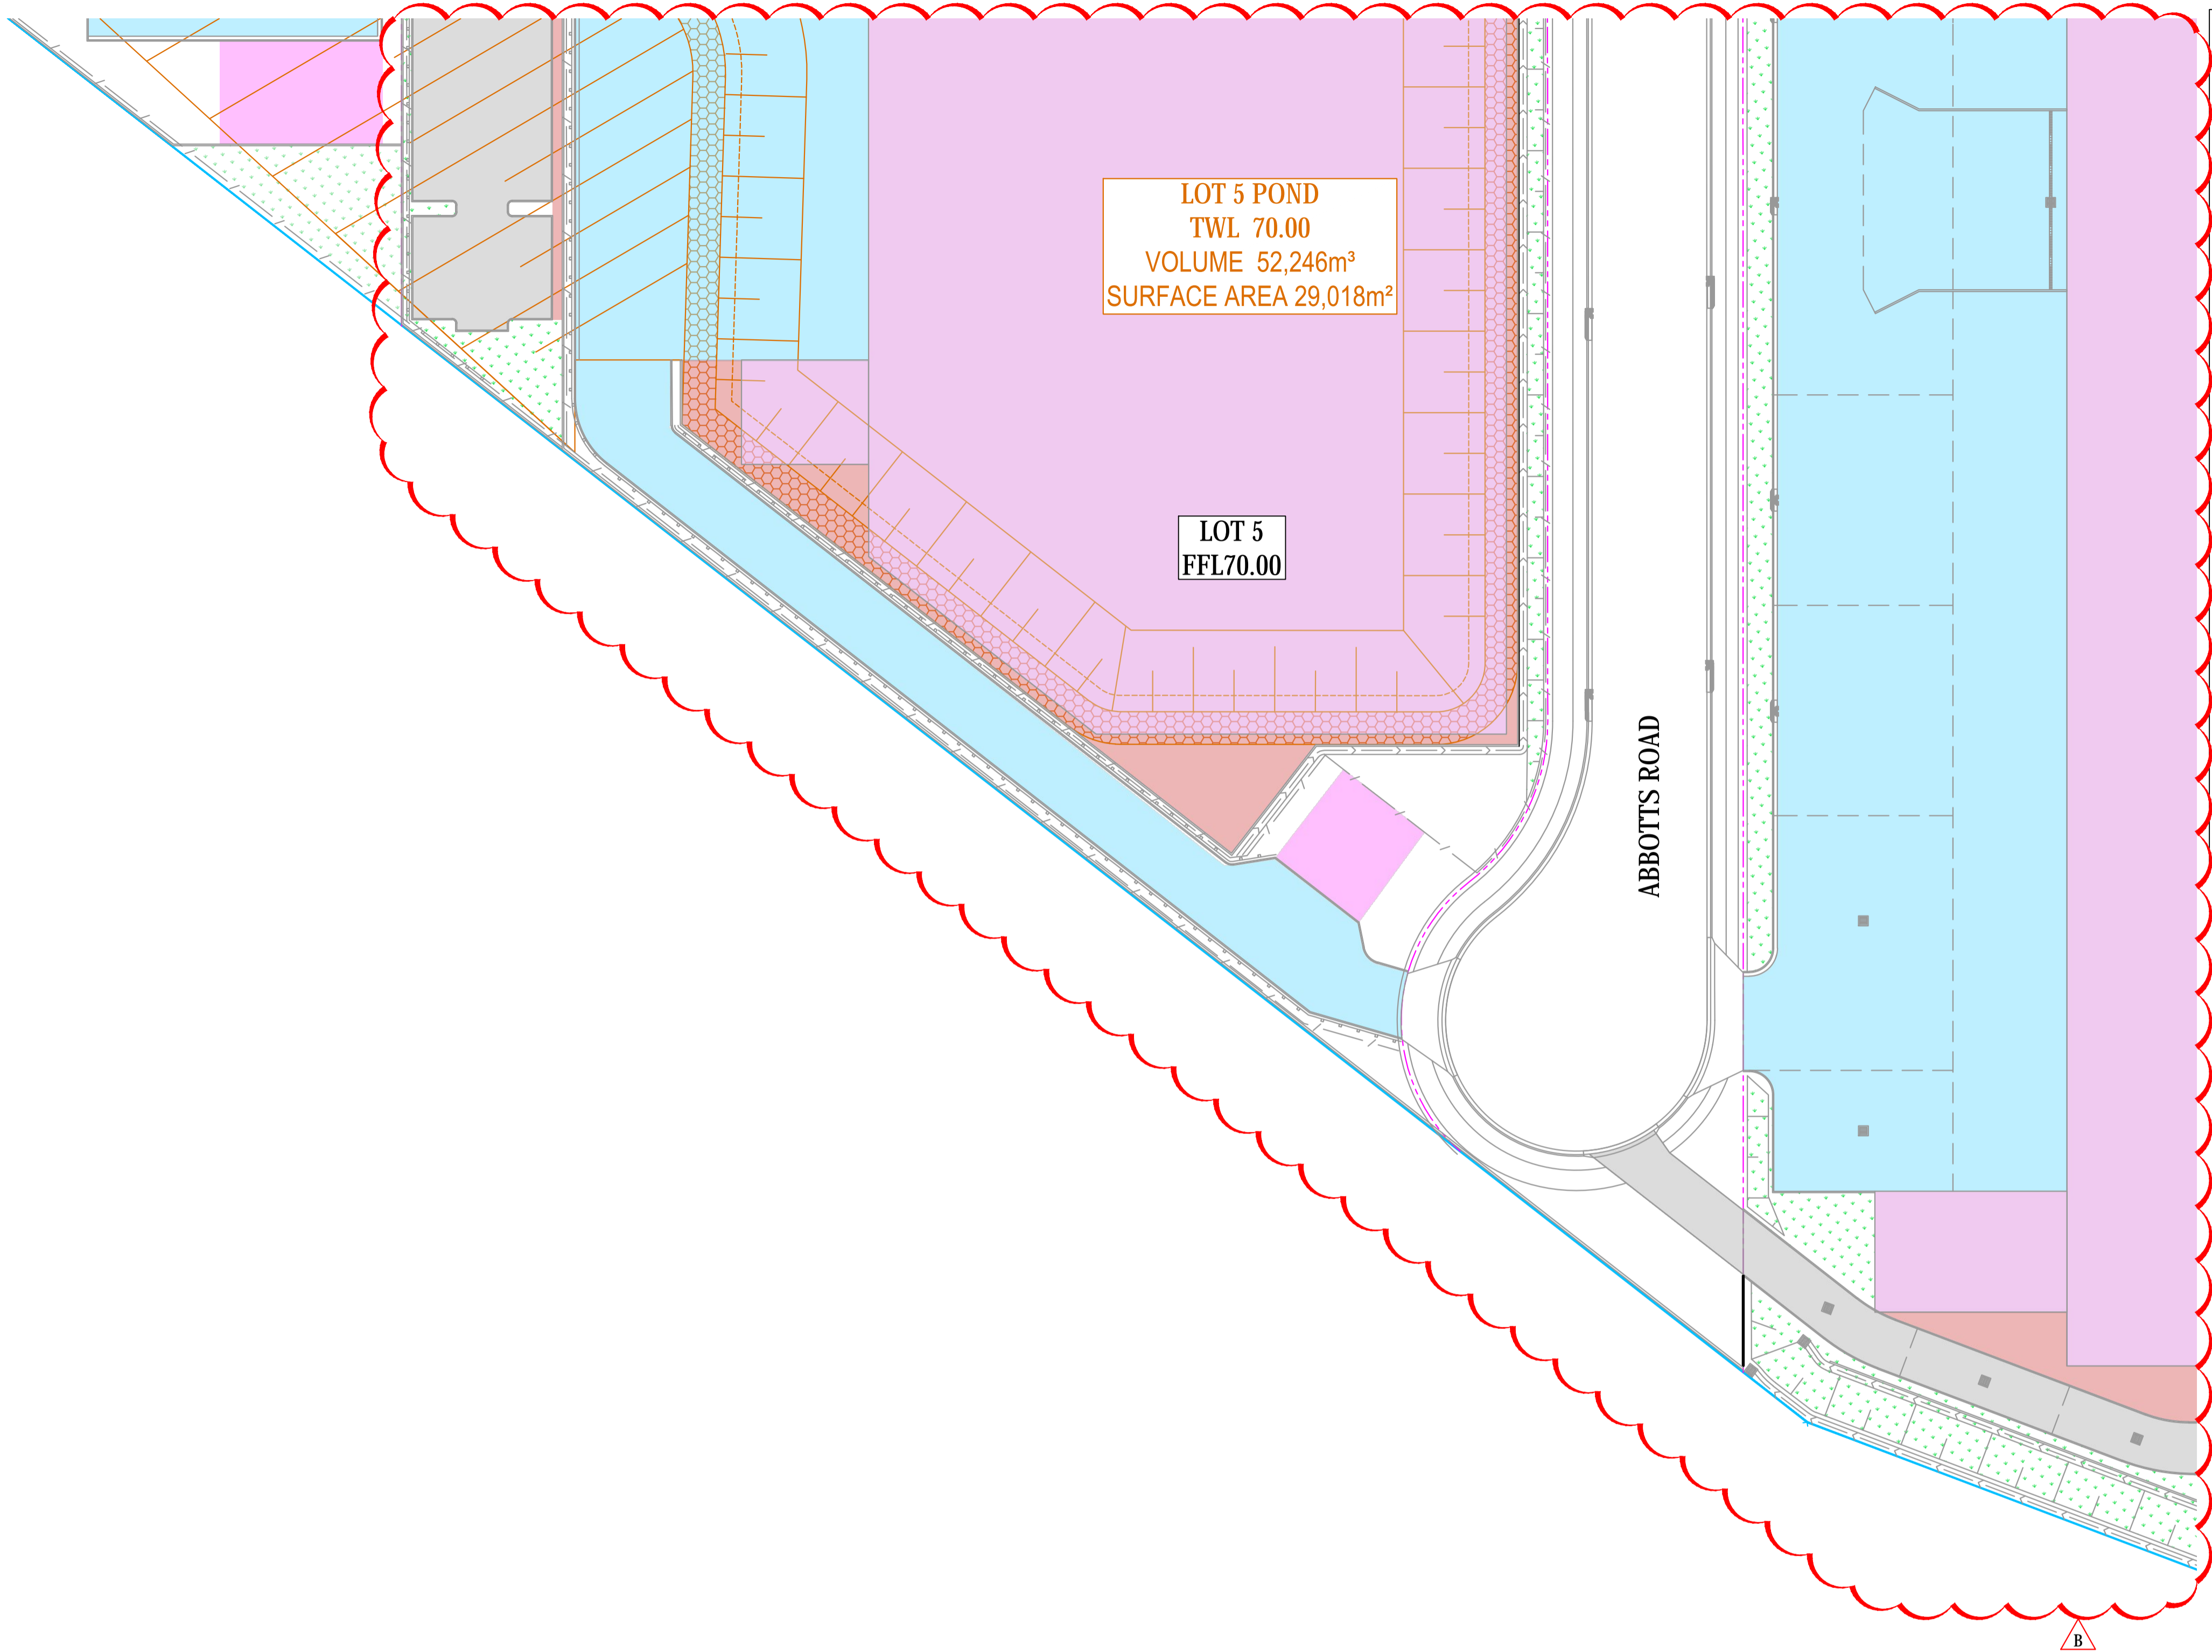 LOT 5 POND
TWL 70.00
VOLUME 52,246m³
SURFACE AREA 29,018m²
LOT 5
FFL70.00
ABBOTTS ROAD
B